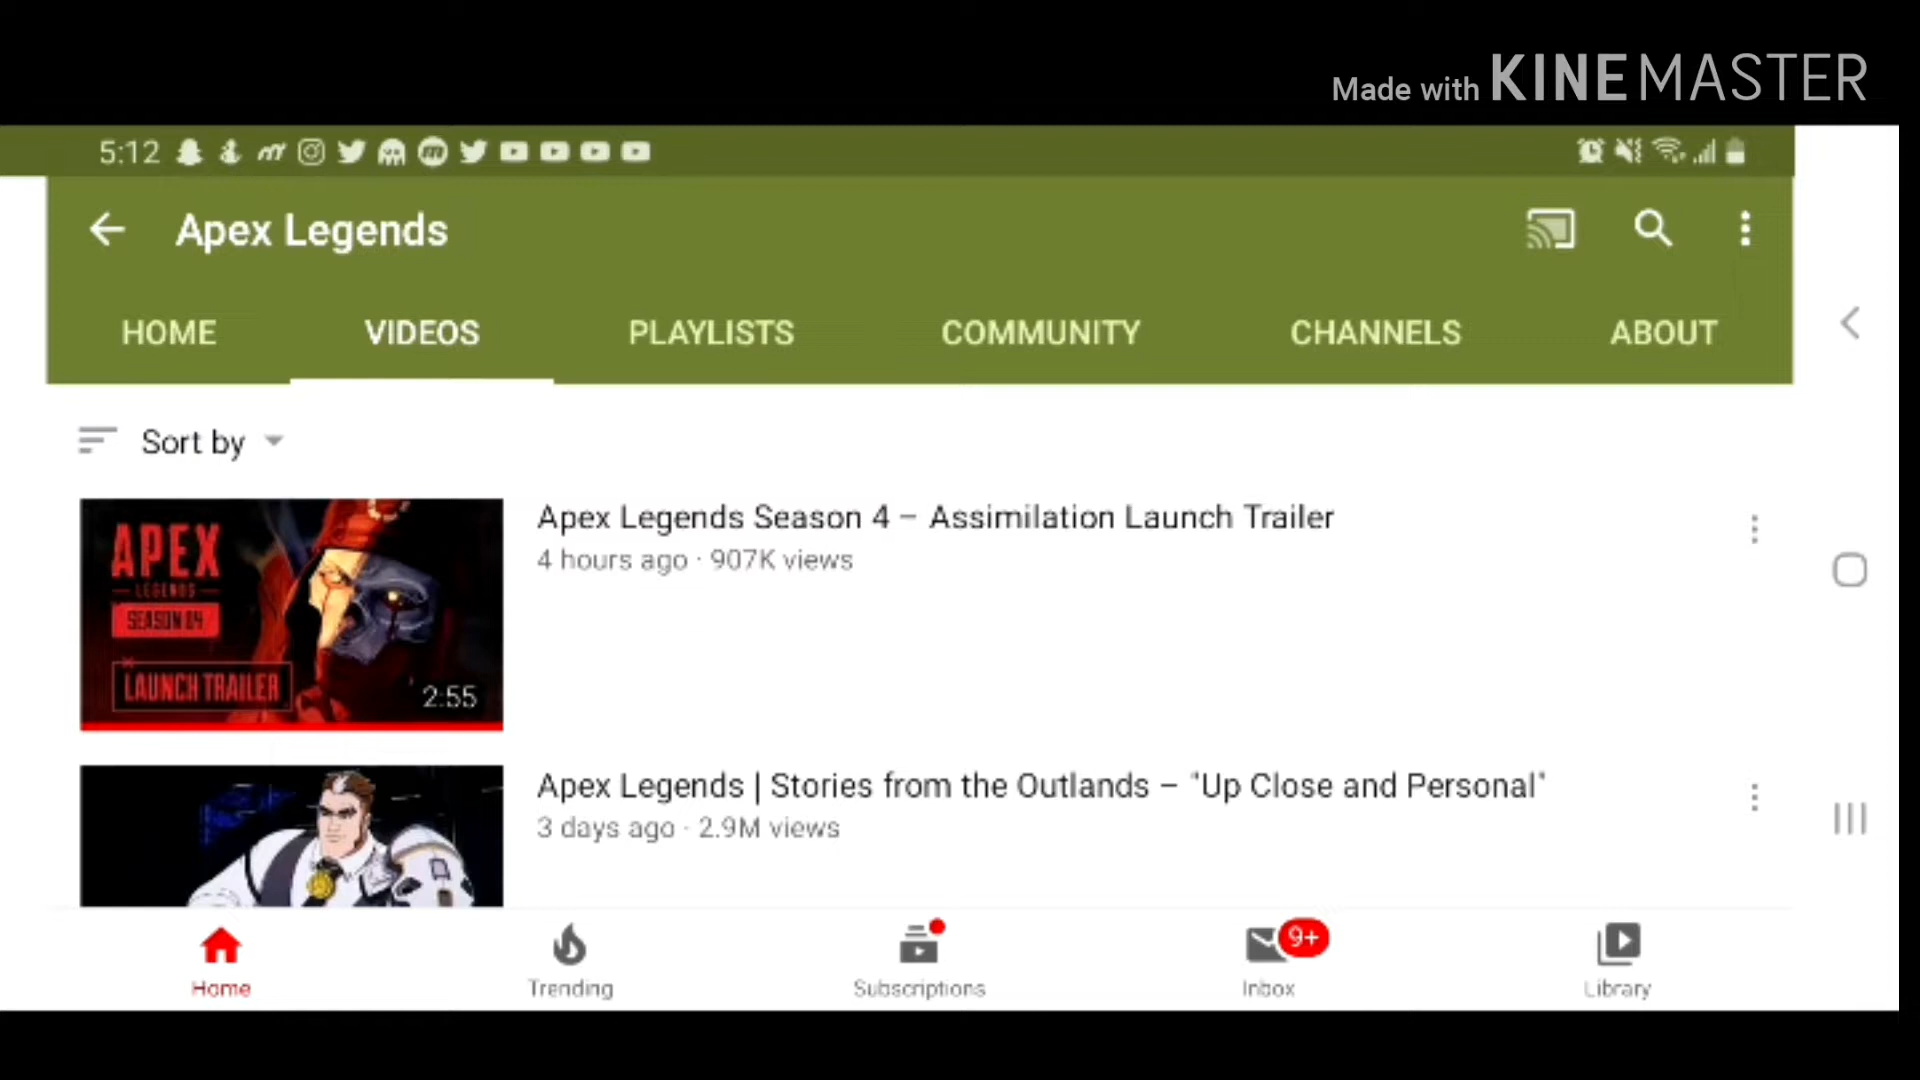 Made with KINEMASTER
5:12
Apex Legends
HOME VIDEOS PLAYLISTS COMMUNITY CHANNELS ABOUT
Sort by
Apex Legends Season 4 – Assimilation Launch Trailer
4 hours ago · 907K views
APEX
LEGENDS
SEASON 04
LAUNCH TRAILER
2:55
Apex Legends | Stories from the Outlands – "Up Close and Personal"
3 days ago · 2.9M views
9+
Home Trending Subscriptions Inbox Library